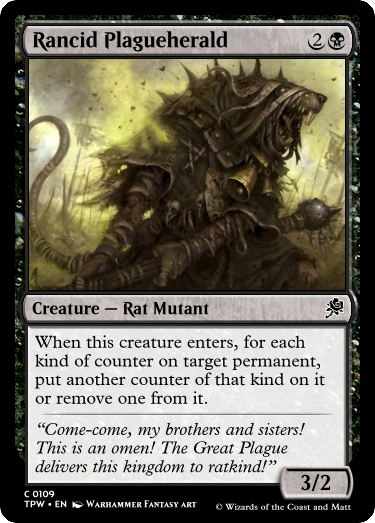 Rancid Plagueherald 2
Creature — Rat Mutant
When this creature enters, for each
kind of counter on target permanent,
put another counter of that kind on it
or remove one from it.
“Come-come, my brothers and sisters!
This is an omen! The Great Plague
delivers this kingdom to ratkind!”
3/2
C 0109
TPW • EN Warhammer Fantasy art
© Wizards of the Coast and Matt